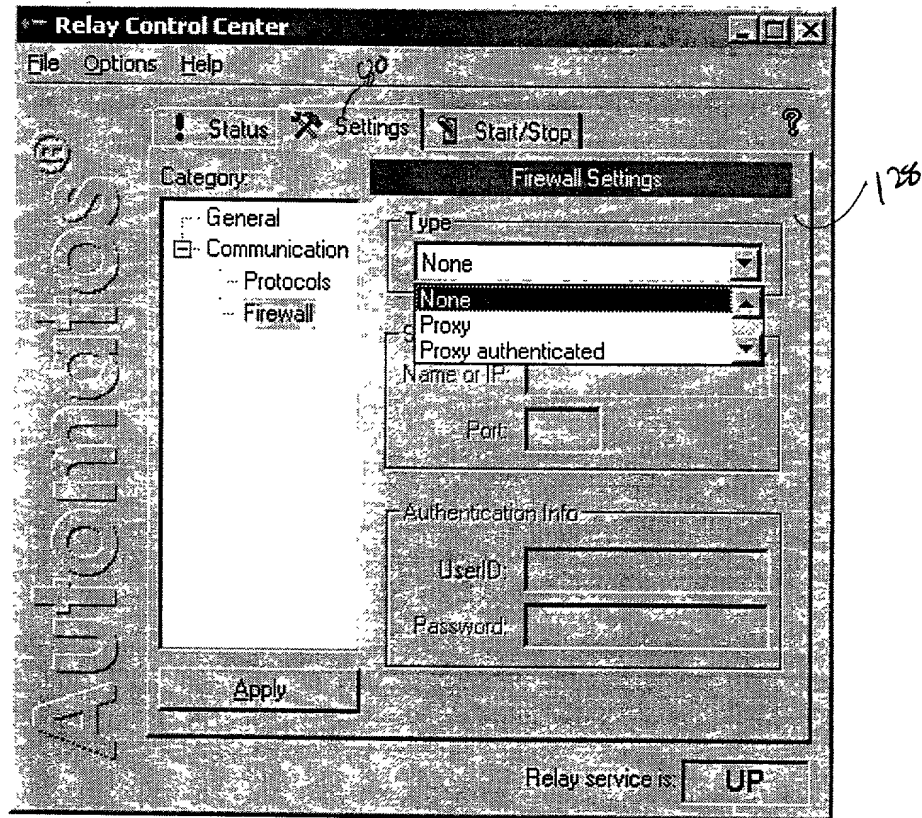 Relay Control Center
File Options Help
90
! Status Settings Start/Stop ?
128
Automatos®
Category:
General
Communication
Protocols
Firewall
Apply
Firewall Settings
Type
None
None
Proxy
Proxy authenticated
Name or IP:
Port:
Authentication Info
UserID:
Password:
Relay service is: UP